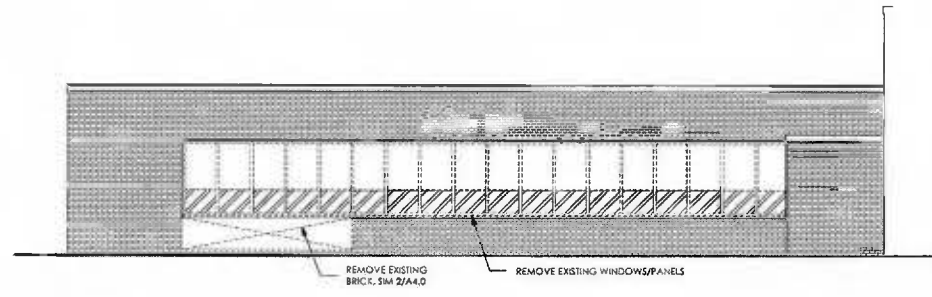 REMOVE EXISTING
BRICK, SIM 2/A4.0
REMOVE EXISTING WINDOWS/PANELS